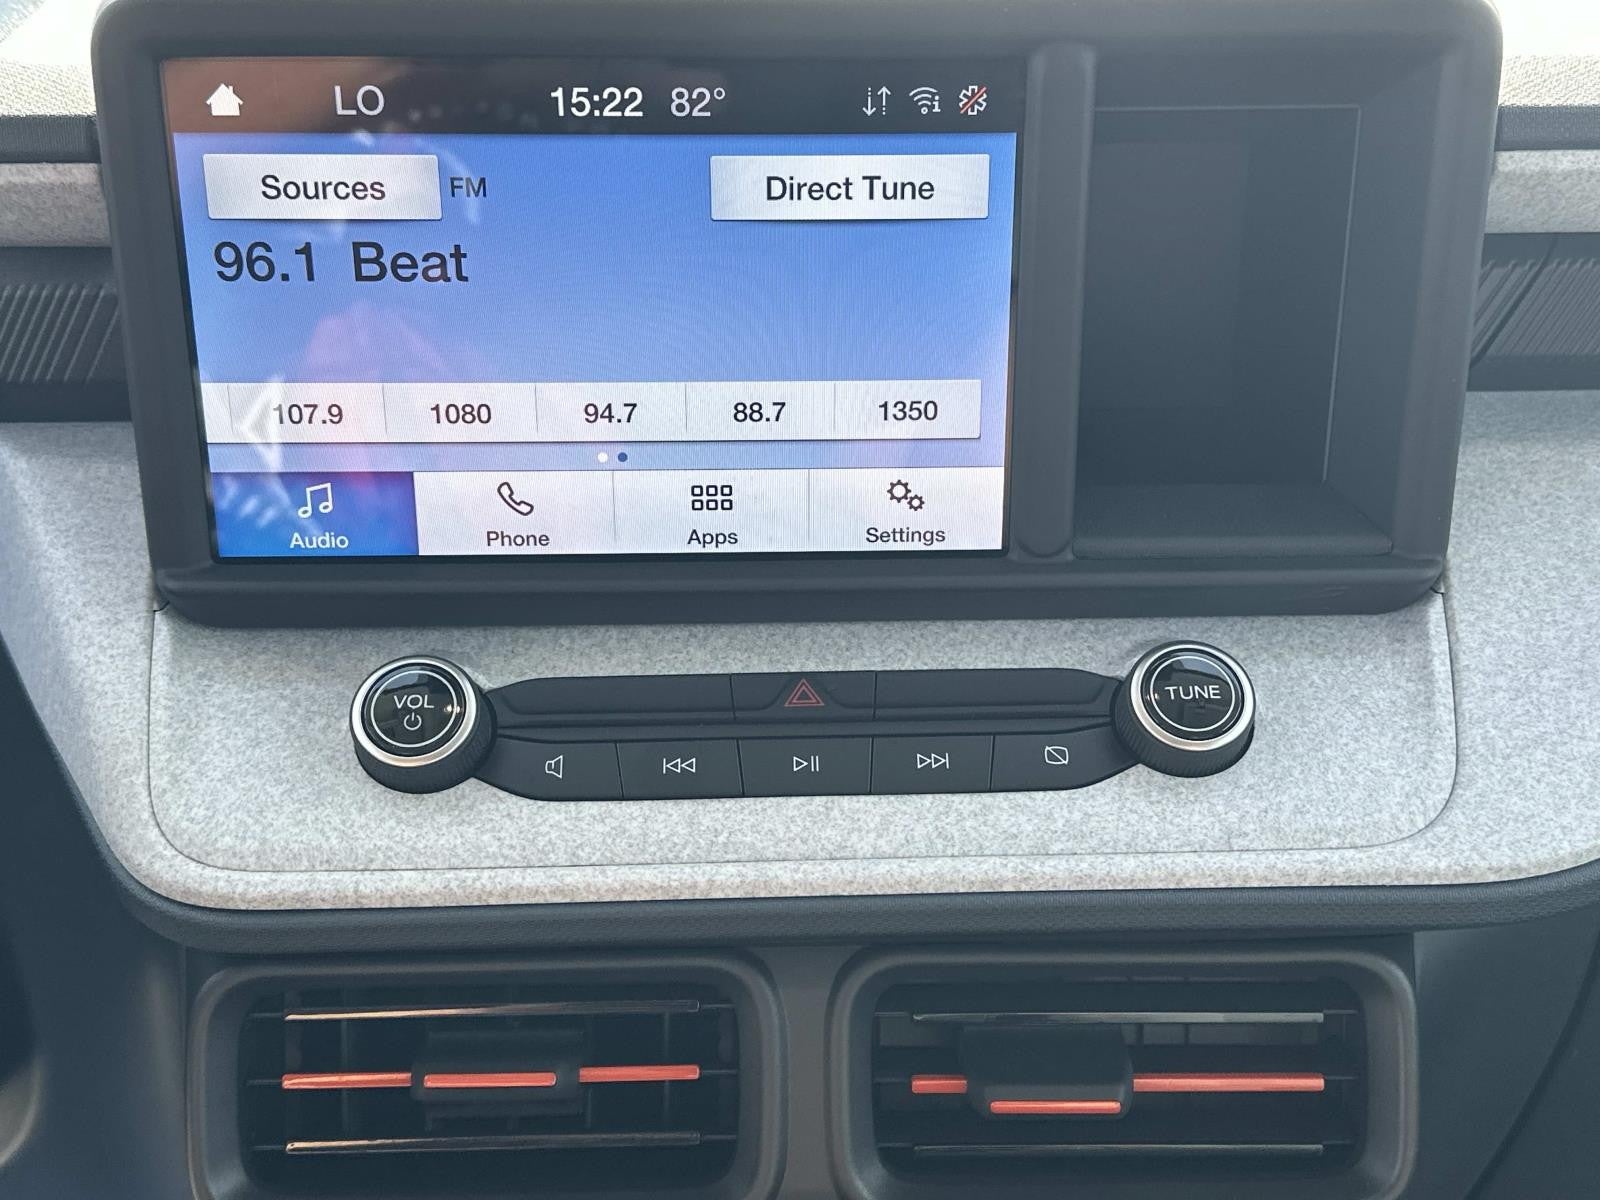 LO 15:22 82°
Sources FM Direct Tune
96.1 Beat
107.9 1080 94.7 88.7 1350
Audio Phone Apps Settings
VOL TUNE